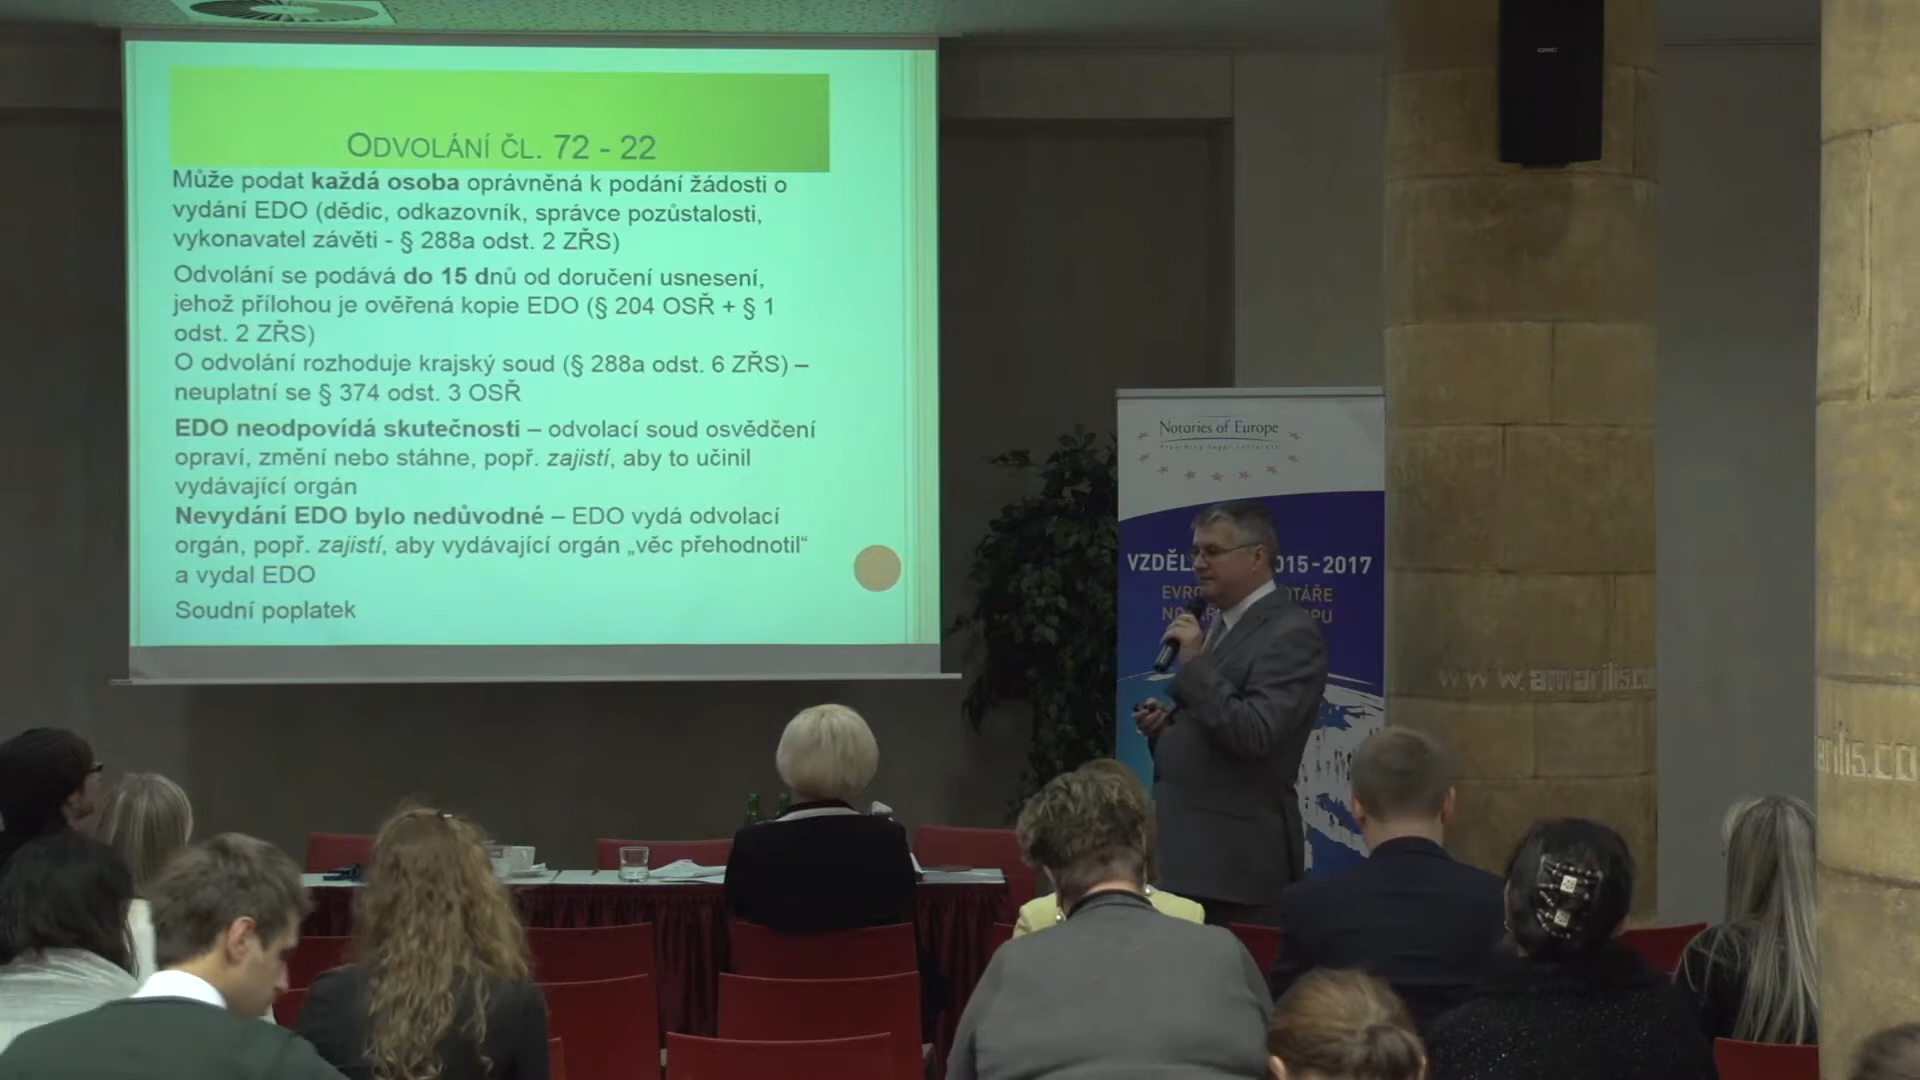 ODVOLÁNÍ ČL. 72 - 22
Může podat každá osoba oprávněná k podání žádosti o
vydání EDO (dědic, odkazovník, správce pozůstalosti,
vykonavatel závěti - § 288a odst. 2 ZŘS)
Odvolání se podává do 15 dnů od doručení usnesení,
jehož přílohou je ověřená kopie EDO (§ 204 OSŘ + § 1
odst. 2 ZŘS)
O odvolání rozhoduje krajský soud (§ 288a odst. 6 ZŘS) –
neuplatní se § 374 odst. 3 OSŘ
EDO neodpovídá skutečnosti – odvolací soud osvědčení
opraví, změní nebo stáhne, popř. zajistí, aby to učinil
vydávající orgán
Nevydání EDO bylo nedůvodné – EDO vydá odvolací
orgán, popř. zajistí, aby vydávající orgán „věc přehodnotil“
a vydal EDO
Soudní poplatek
Notaries of Europe
VZDĚL 015-2017
EVRO OTÁŘE
www.amarilis.co
arilis.co
QSC